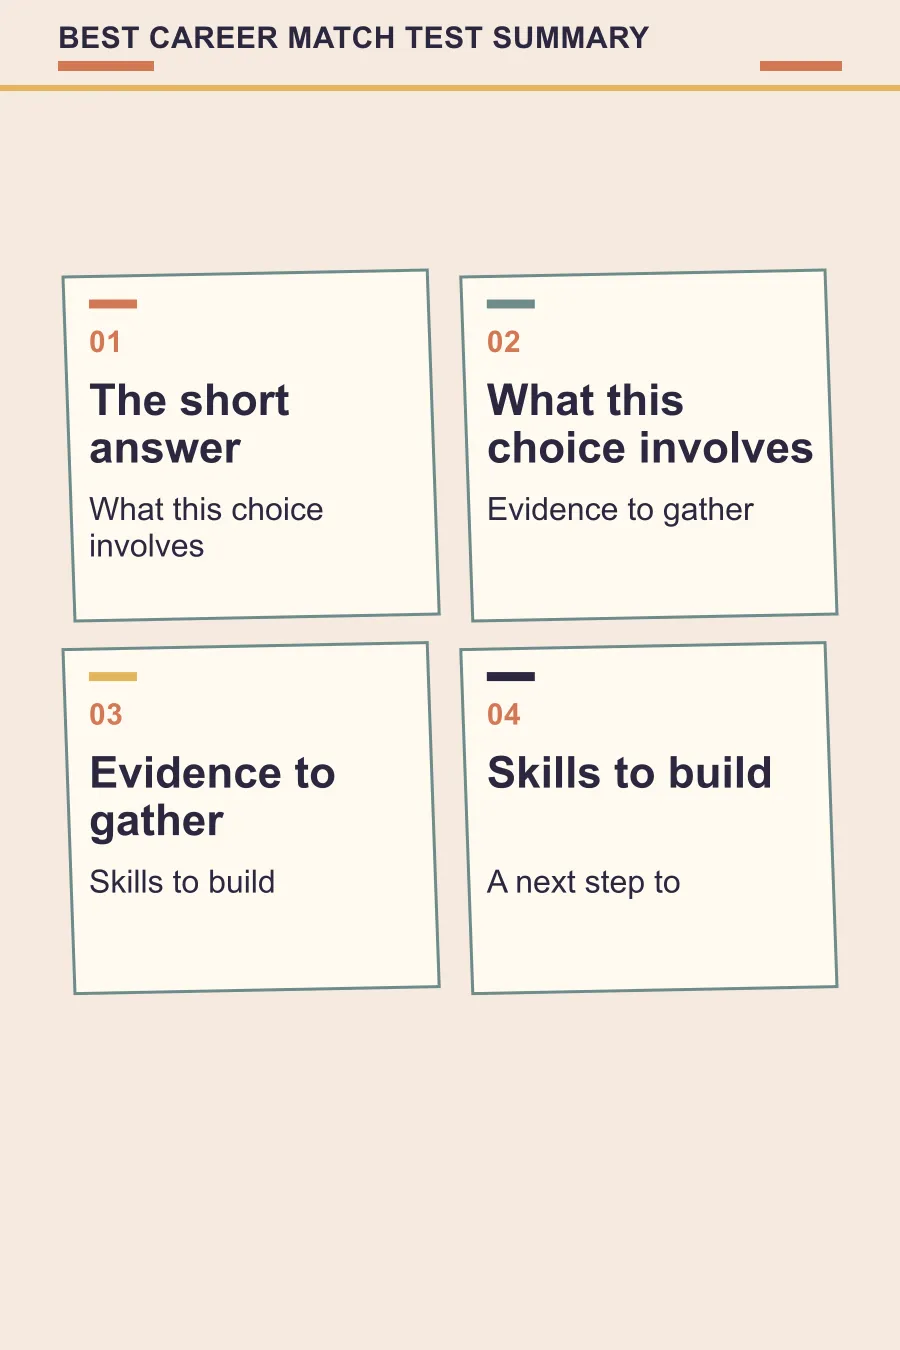 BEST CAREER MATCH TEST SUMMARY
01
The short
answer
What this choice
involves
02
What this
choice involves
Evidence to gather
03
Evidence to
gather
Skills to build
04
Skills to build
A next step to